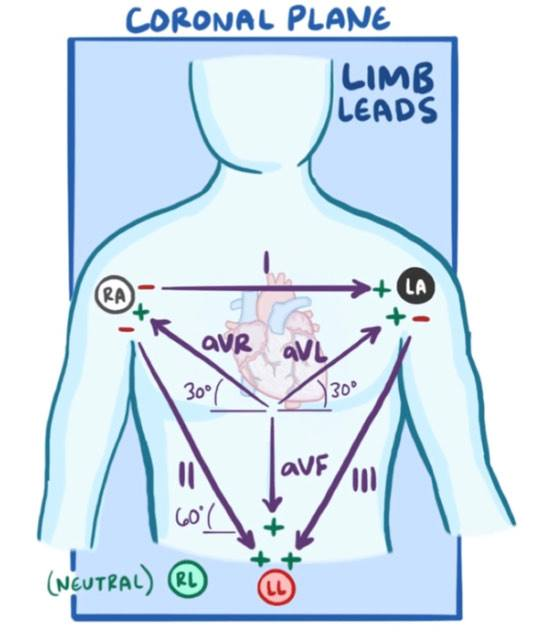 CORONAL PLANE
LIMB
LEADS
I
RA - + LA
+ - + -
aVR aVL
30° 30°
II aVF III
60° +
+ +
(NEUTRAL) RL LL